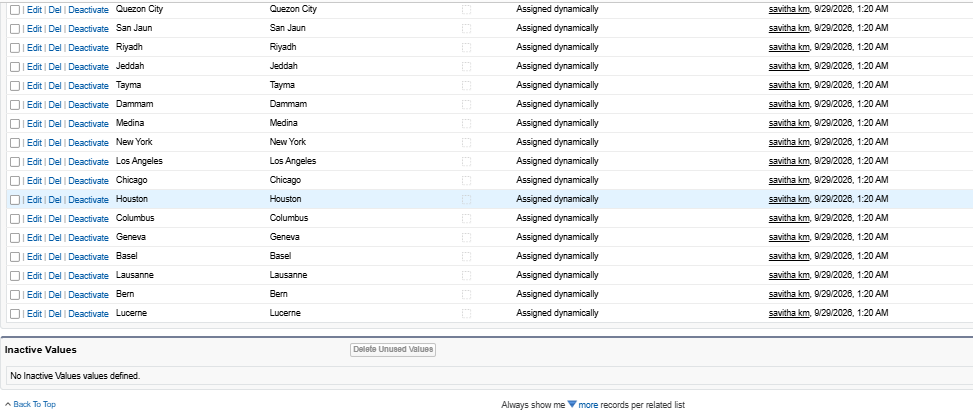 Edit | Del | Deactivate Quezon City Quezon City Assigned dynamically savitha km, 9/29/2026, 1:20 AM
Edit | Del | Deactivate San Jaun San Jaun Assigned dynamically savitha km, 9/29/2026, 1:20 AM
Edit | Del | Deactivate Riyadh Riyadh Assigned dynamically savitha km, 9/29/2026, 1:20 AM
Edit | Del | Deactivate Jeddah Jeddah Assigned dynamically savitha km, 9/29/2026, 1:20 AM
Edit | Del | Deactivate Tayma Tayma Assigned dynamically savitha km, 9/29/2026, 1:20 AM
Edit | Del | Deactivate Dammam Dammam Assigned dynamically savitha km, 9/29/2026, 1:20 AM
Edit | Del | Deactivate Medina Medina Assigned dynamically savitha km, 9/29/2026, 1:20 AM
Edit | Del | Deactivate New York New York Assigned dynamically savitha km, 9/29/2026, 1:20 AM
Edit | Del | Deactivate Los Angeles Los Angeles Assigned dynamically savitha km, 9/29/2026, 1:20 AM
Edit | Del | Deactivate Chicago Chicago Assigned dynamically savitha km, 9/29/2026, 1:20 AM
Edit | Del | Deactivate Houston Houston Assigned dynamically savitha km, 9/29/2026, 1:20 AM
Edit | Del | Deactivate Columbus Columbus Assigned dynamically savitha km, 9/29/2026, 1:20 AM
Edit | Del | Deactivate Geneva Geneva Assigned dynamically savitha km, 9/29/2026, 1:20 AM
Edit | Del | Deactivate Basel Basel Assigned dynamically savitha km, 9/29/2026, 1:20 AM
Edit | Del | Deactivate Lausanne Lausanne Assigned dynamically savitha km, 9/29/2026, 1:20 AM
Edit | Del | Deactivate Bern Bern Assigned dynamically savitha km, 9/29/2026, 1:20 AM
Edit | Del | Deactivate Lucerne Lucerne Assigned dynamically savitha km, 9/29/2026, 1:20 AM
Inactive Values Delete Unused Values
No Inactive Values values defined.
Back To Top Always show me more records per related list